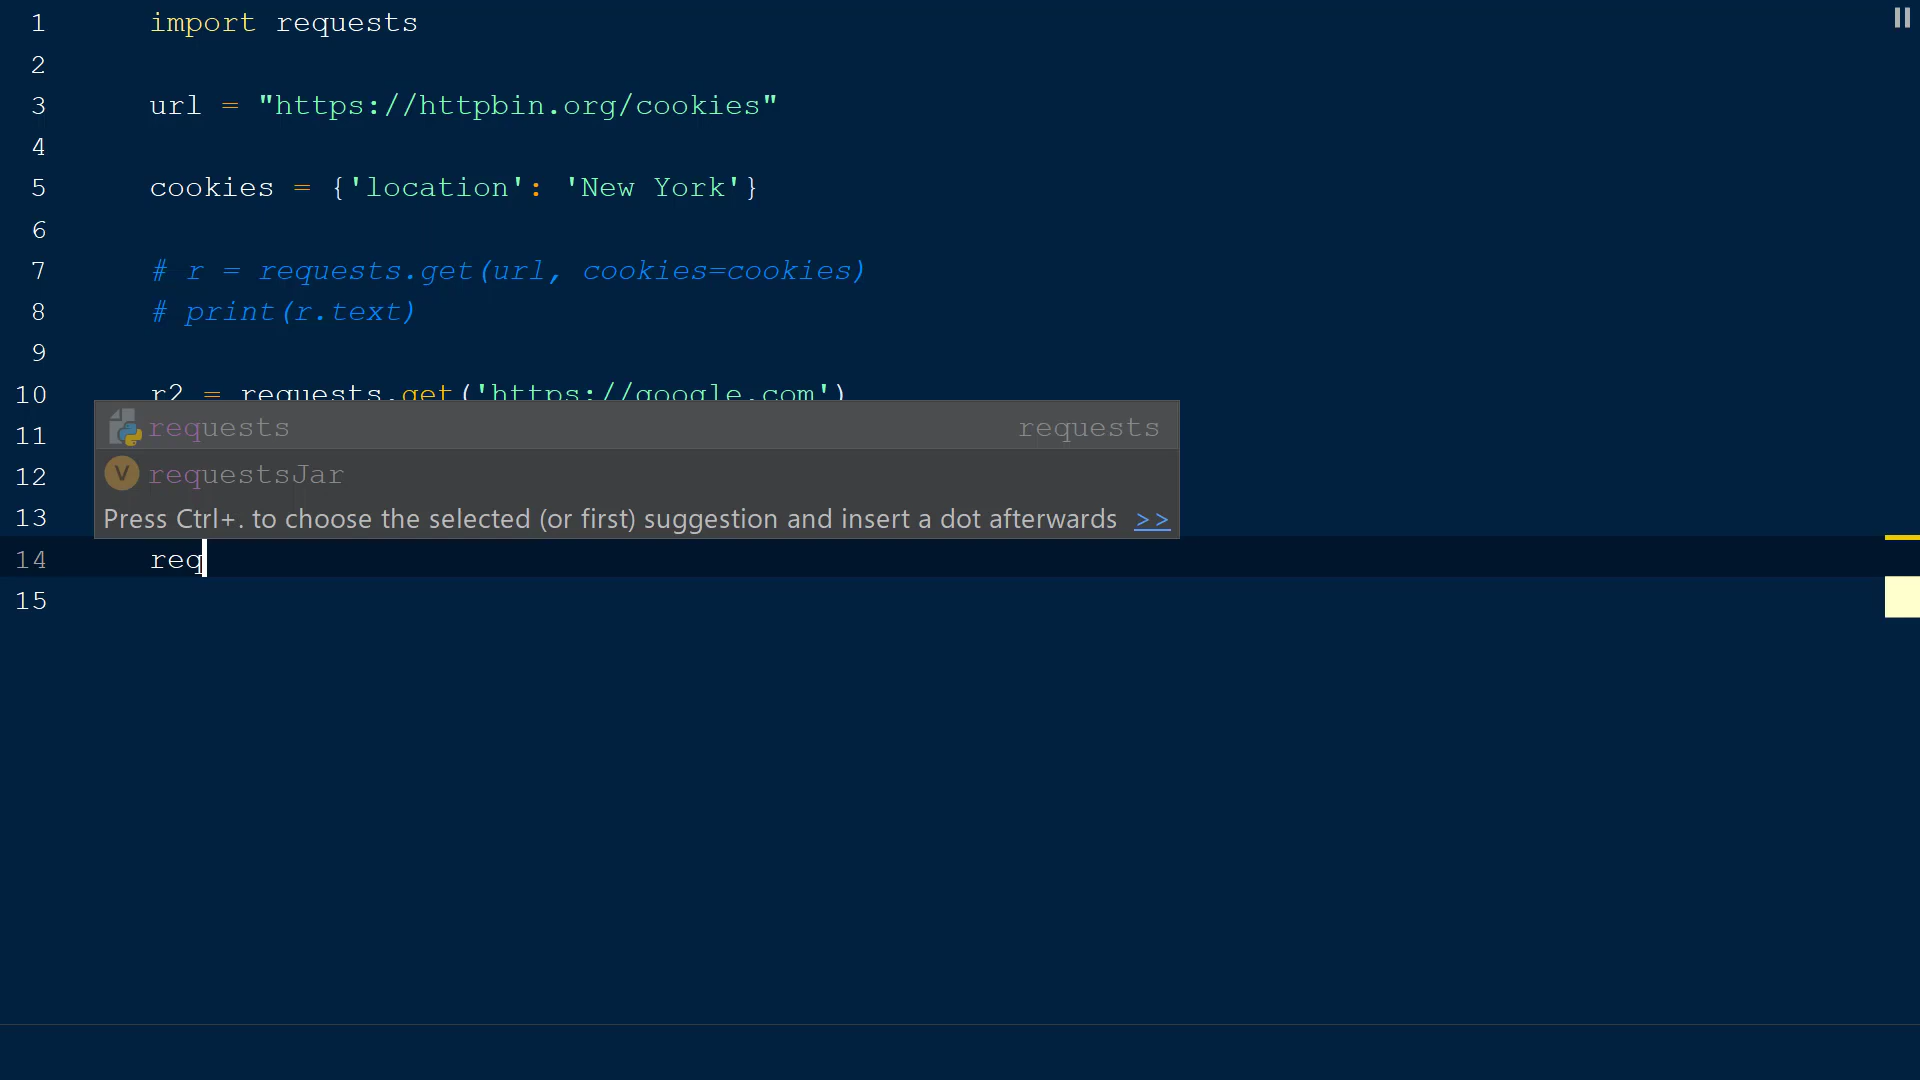 1 import requests
2
3 url = "https://httpbin.org/cookies"
4
5 cookies = {'location': 'New York'}
6
7 # r = requests.get(url, cookies=cookies)
8 # print(r.text)
9
10 r2 = requests.get('https://google.com')
11 requests requests
12 requestsJar
13 Press Ctrl+. to choose the selected (or first) suggestion and insert a dot afterwards >>
14 req
15